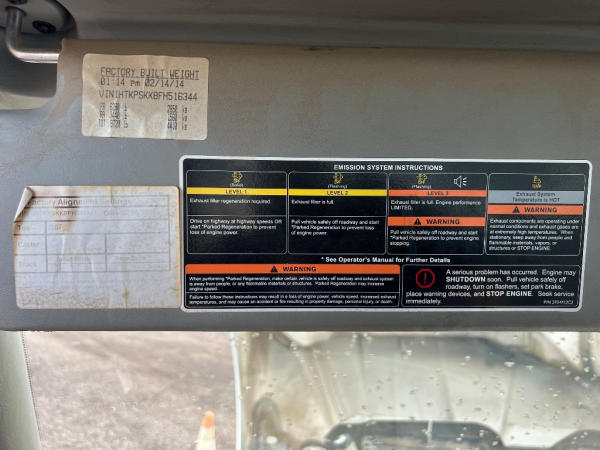 FACTORY BUILT WEIGHT
01:14 PM 02/14/14
VIN1HTKPSKK8FH516344
Factory Alignment Settings
Caster
EMISSION SYSTEM INSTRUCTIONS
(Solid)
LEVEL 1
Exhaust filter regeneration required.
Drive on highway at highway speeds OR
start *Parked Regeneration to prevent
loss of engine power.
(Flashing)
LEVEL 2
Exhaust filter is full.
Pull vehicle safely off roadway and start
*Parked Regeneration to prevent loss
of engine power.
(Flashing)
LEVEL 3
Exhaust filter is full. Engine performance
LIMITED.
WARNING
Pull vehicle safely off roadway and start
*Parked Regeneration to prevent engine
stopping.
Exhaust System
Temperature is HOT
WARNING
Exhaust components are operating under
normal conditions and exhaust gases are
at extremely high temperatures. When
stationary, keep away from people and
flammable materials, vapors, or
structures or STOP ENGINE.
* See Operator's Manual for Further Details
WARNING
When performing *Parked Regeneration, make certain vehicle is safely off roadway and exhaust system
is away from people, or any flammable materials or structures. Parked Regeneration may increase
engine speed.
Failure to follow these instructions may result in a loss of engine power, vehicle speed, increased exhaust
temperatures, and may cause an accident or fire resulting in property damage, personal injury, or death.
A serious problem has occurred. Engine may
SHUTDOWN soon. Pull vehicle safely off
roadway, turn on flashers, set park brake,
place warning devices, and STOP ENGINE. Seek service
immediately.